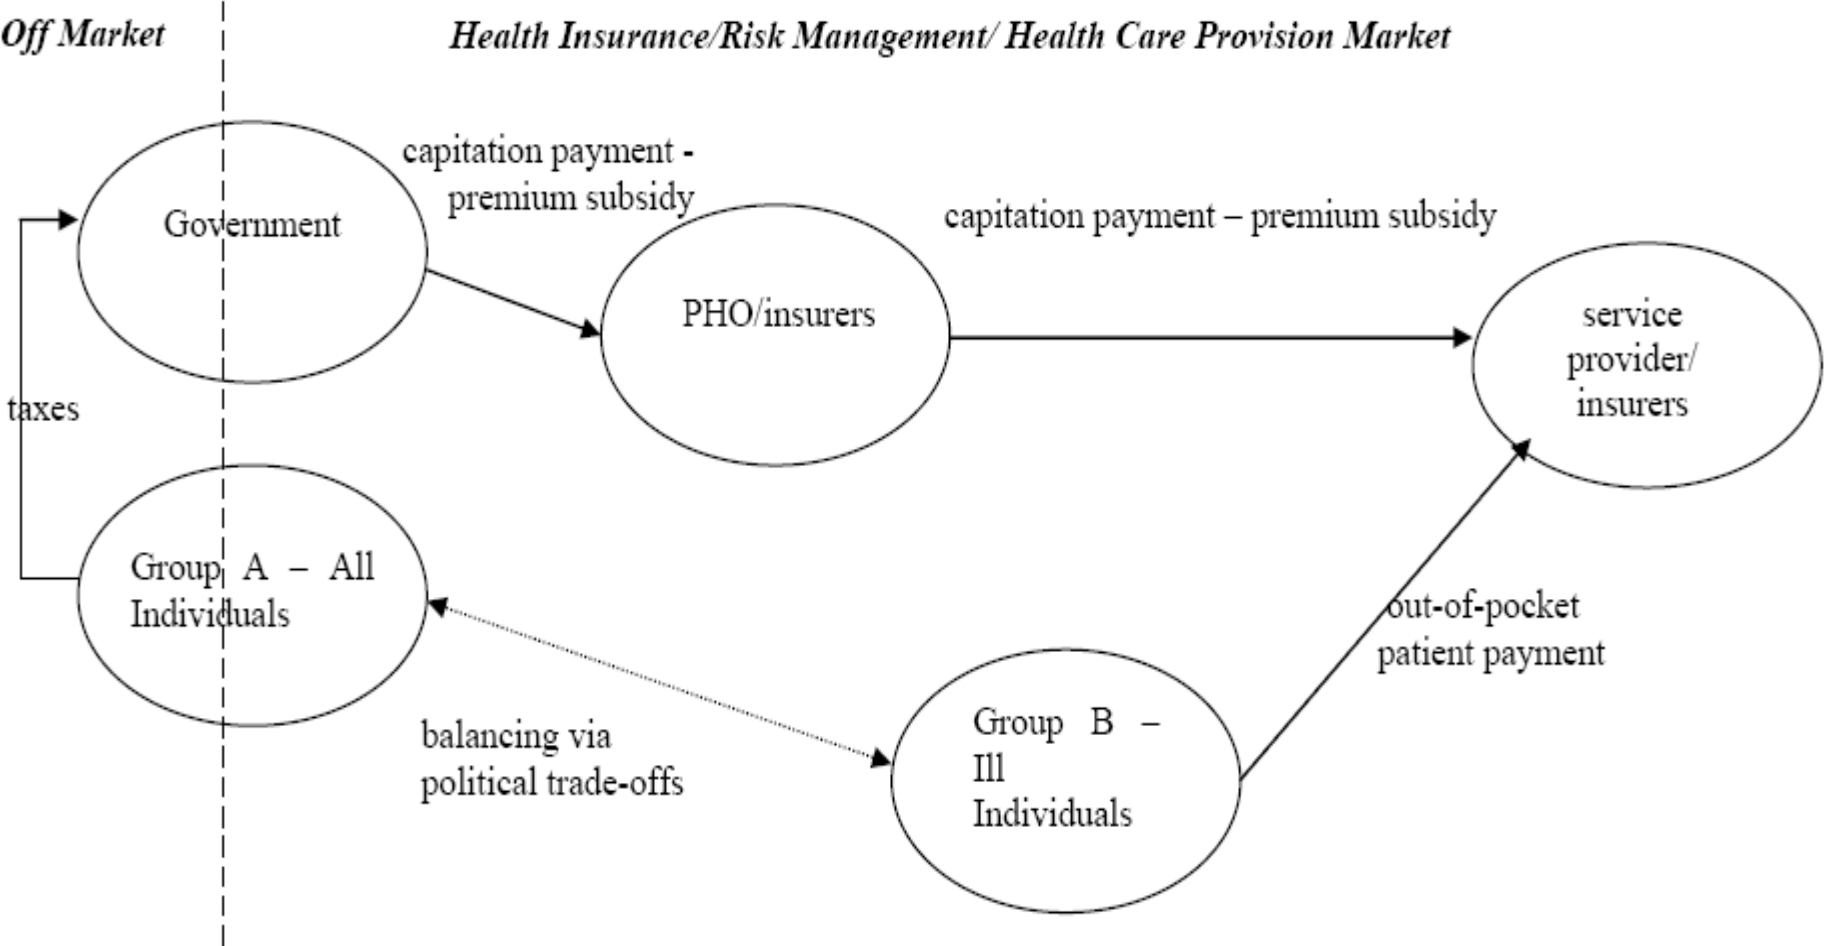 Off Market
Health Insurance/Risk Management/ Health Care Provision Market
capitation payment -
premium subsidy
capitation payment – premium subsidy
Government
PHO/insurers
service
provider/
insurers
taxes
Group A – All
Individuals
out-of-pocket
patient payment
balancing via
political trade-offs
Group B –
Ill
Individuals